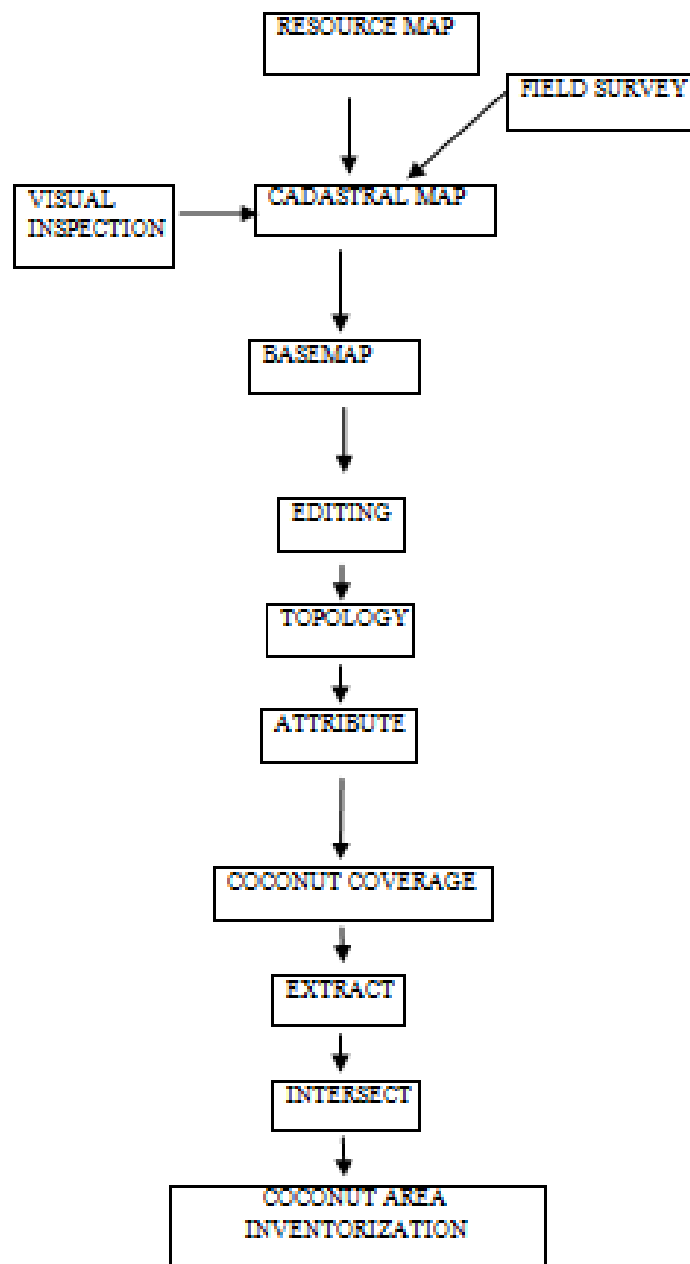 RESOURCE MAP
FIELD SURVEY
VISUAL
INSPECTION
CADASTRAL MAP
BASEMAP
EDITING
TOPOLOGY
ATTRIBUTE
COCONUT COVERAGE
EXTRACT
INTERSECT
COCONUT AREA
INVENTORIZATION